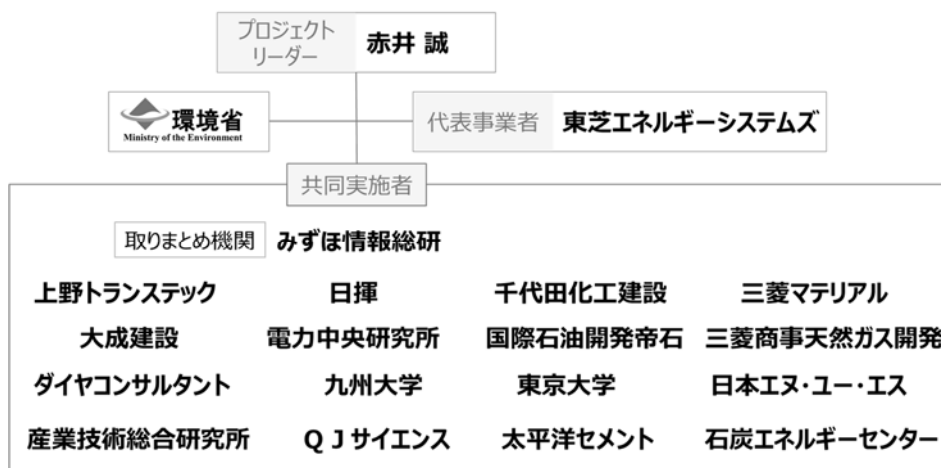 プロジェクト
リーダー
赤井 誠
環境省
Ministry of the Environment
代表事業者 東芝エネルギーシステムズ
共同実施者
取りまとめ機関 みずほ情報総研
上野トランステック 日揮 千代田化工建設 三菱マテリアル
大成建設 電力中央研究所 国際石油開発帝石 三菱商事天然ガス開発
ダイヤコンサルタント 九州大学 東京大学 日本エヌ・ユー・エス
産業技術総合研究所 QJサイエンス 太平洋セメント 石炭エネルギーセンター